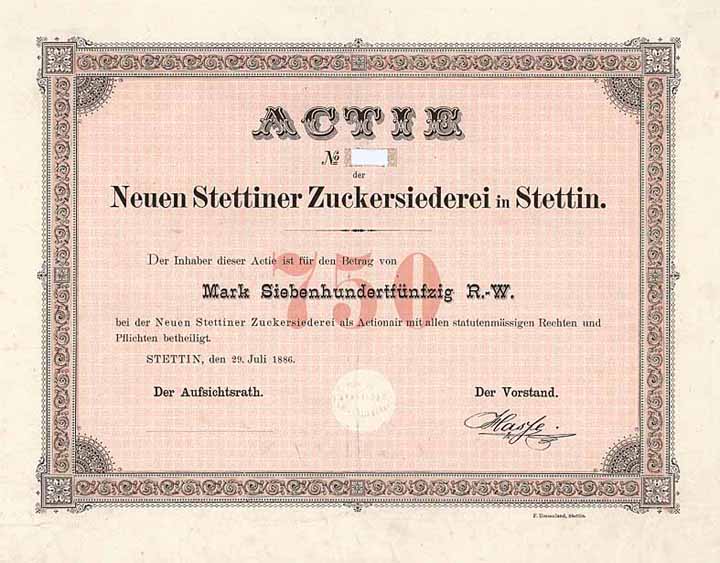 ACTIE
No
der
Neuen Stettiner Zuckersiederei in Stettin.
750
Der Inhaber dieser Actie ist für den Betrag von
Mark Siebenhundertfünfzig R.-W.
bei der Neuen Stettiner Zuckersiederei als Actionair mit allen statutenmässigen Rechten und
Pflichten betheiligt.
STETTIN, den 29. Juli 1886.
Der Aufsichtsrath. Der Vorstand.
Stettin.